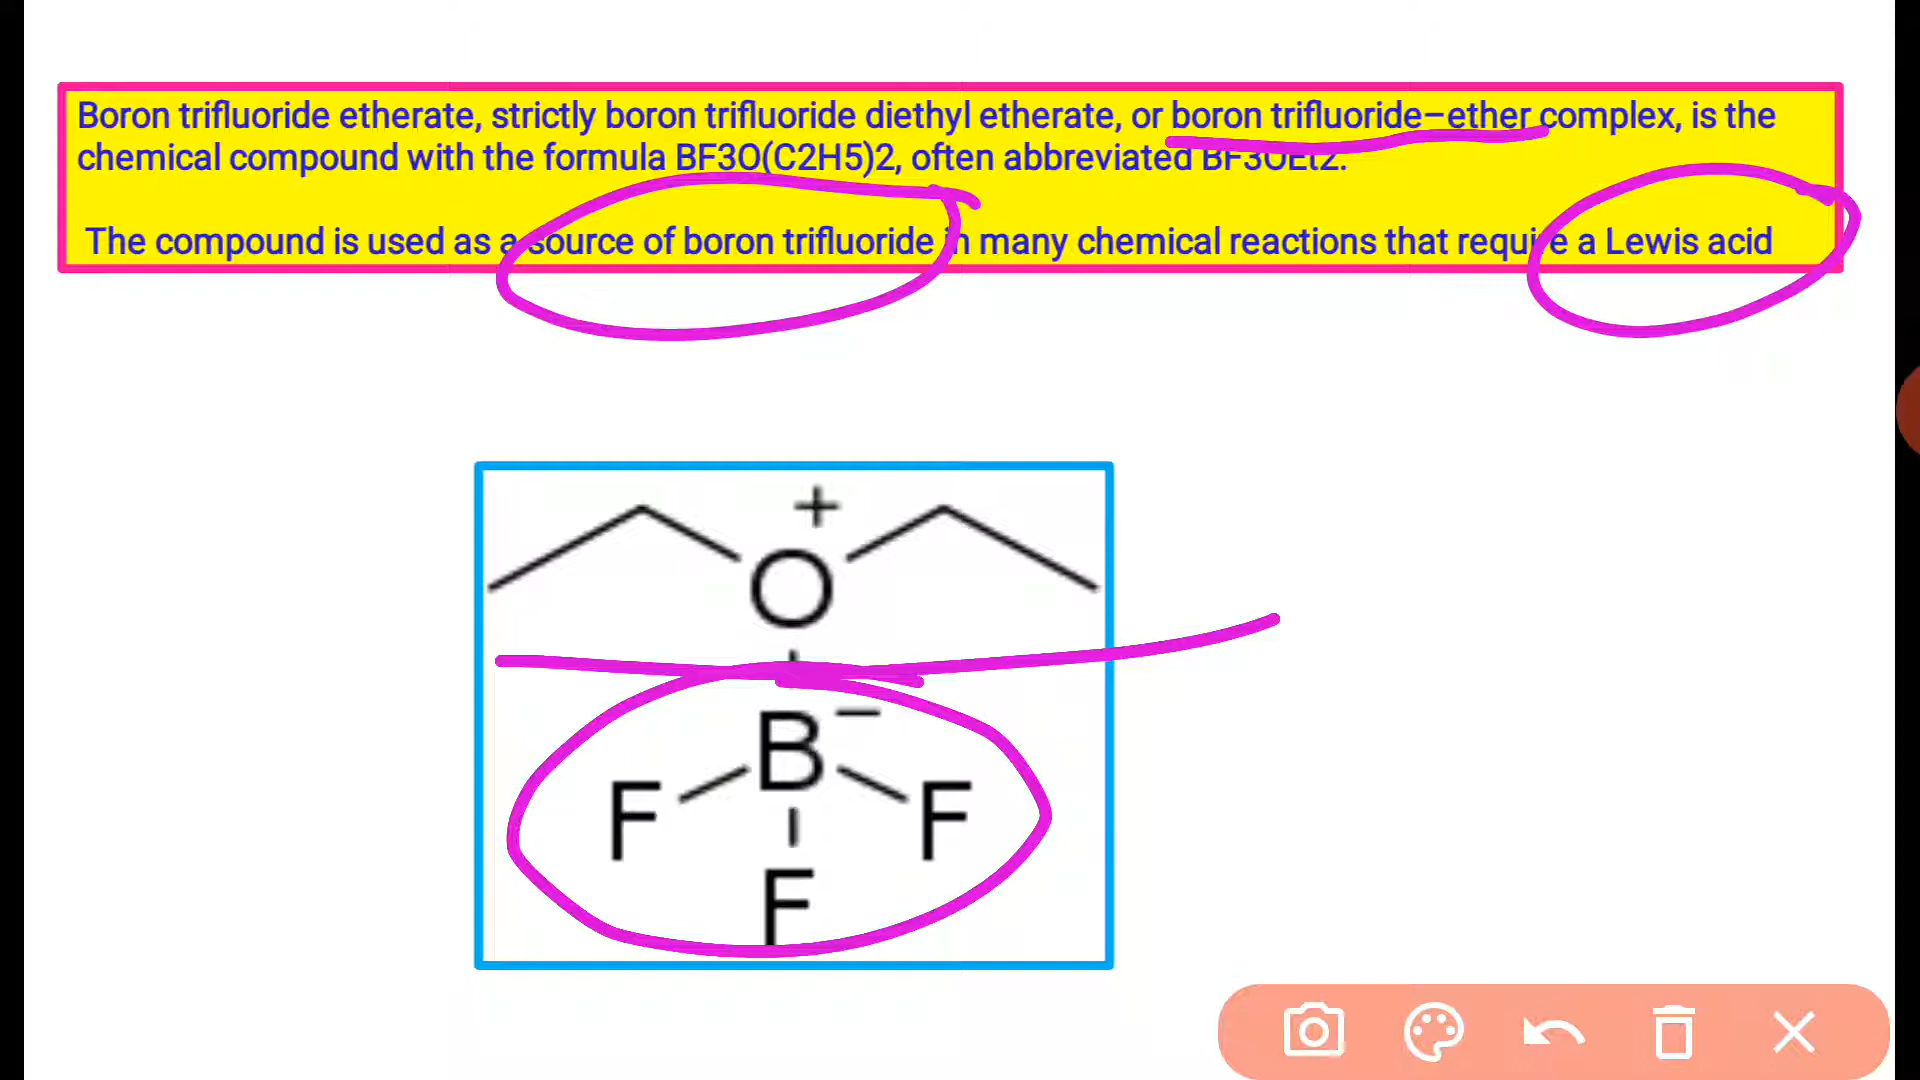 Boron trifluoride etherate, strictly boron trifluoride diethyl etherate, or boron trifluoride–ether complex, is the
chemical compound with the formula BF3O(C2H5)2, often abbreviated BF3OEt2.
The compound is used as a source of boron trifluoride in many chemical reactions that require a Lewis acid
+
O
B −
F F
F